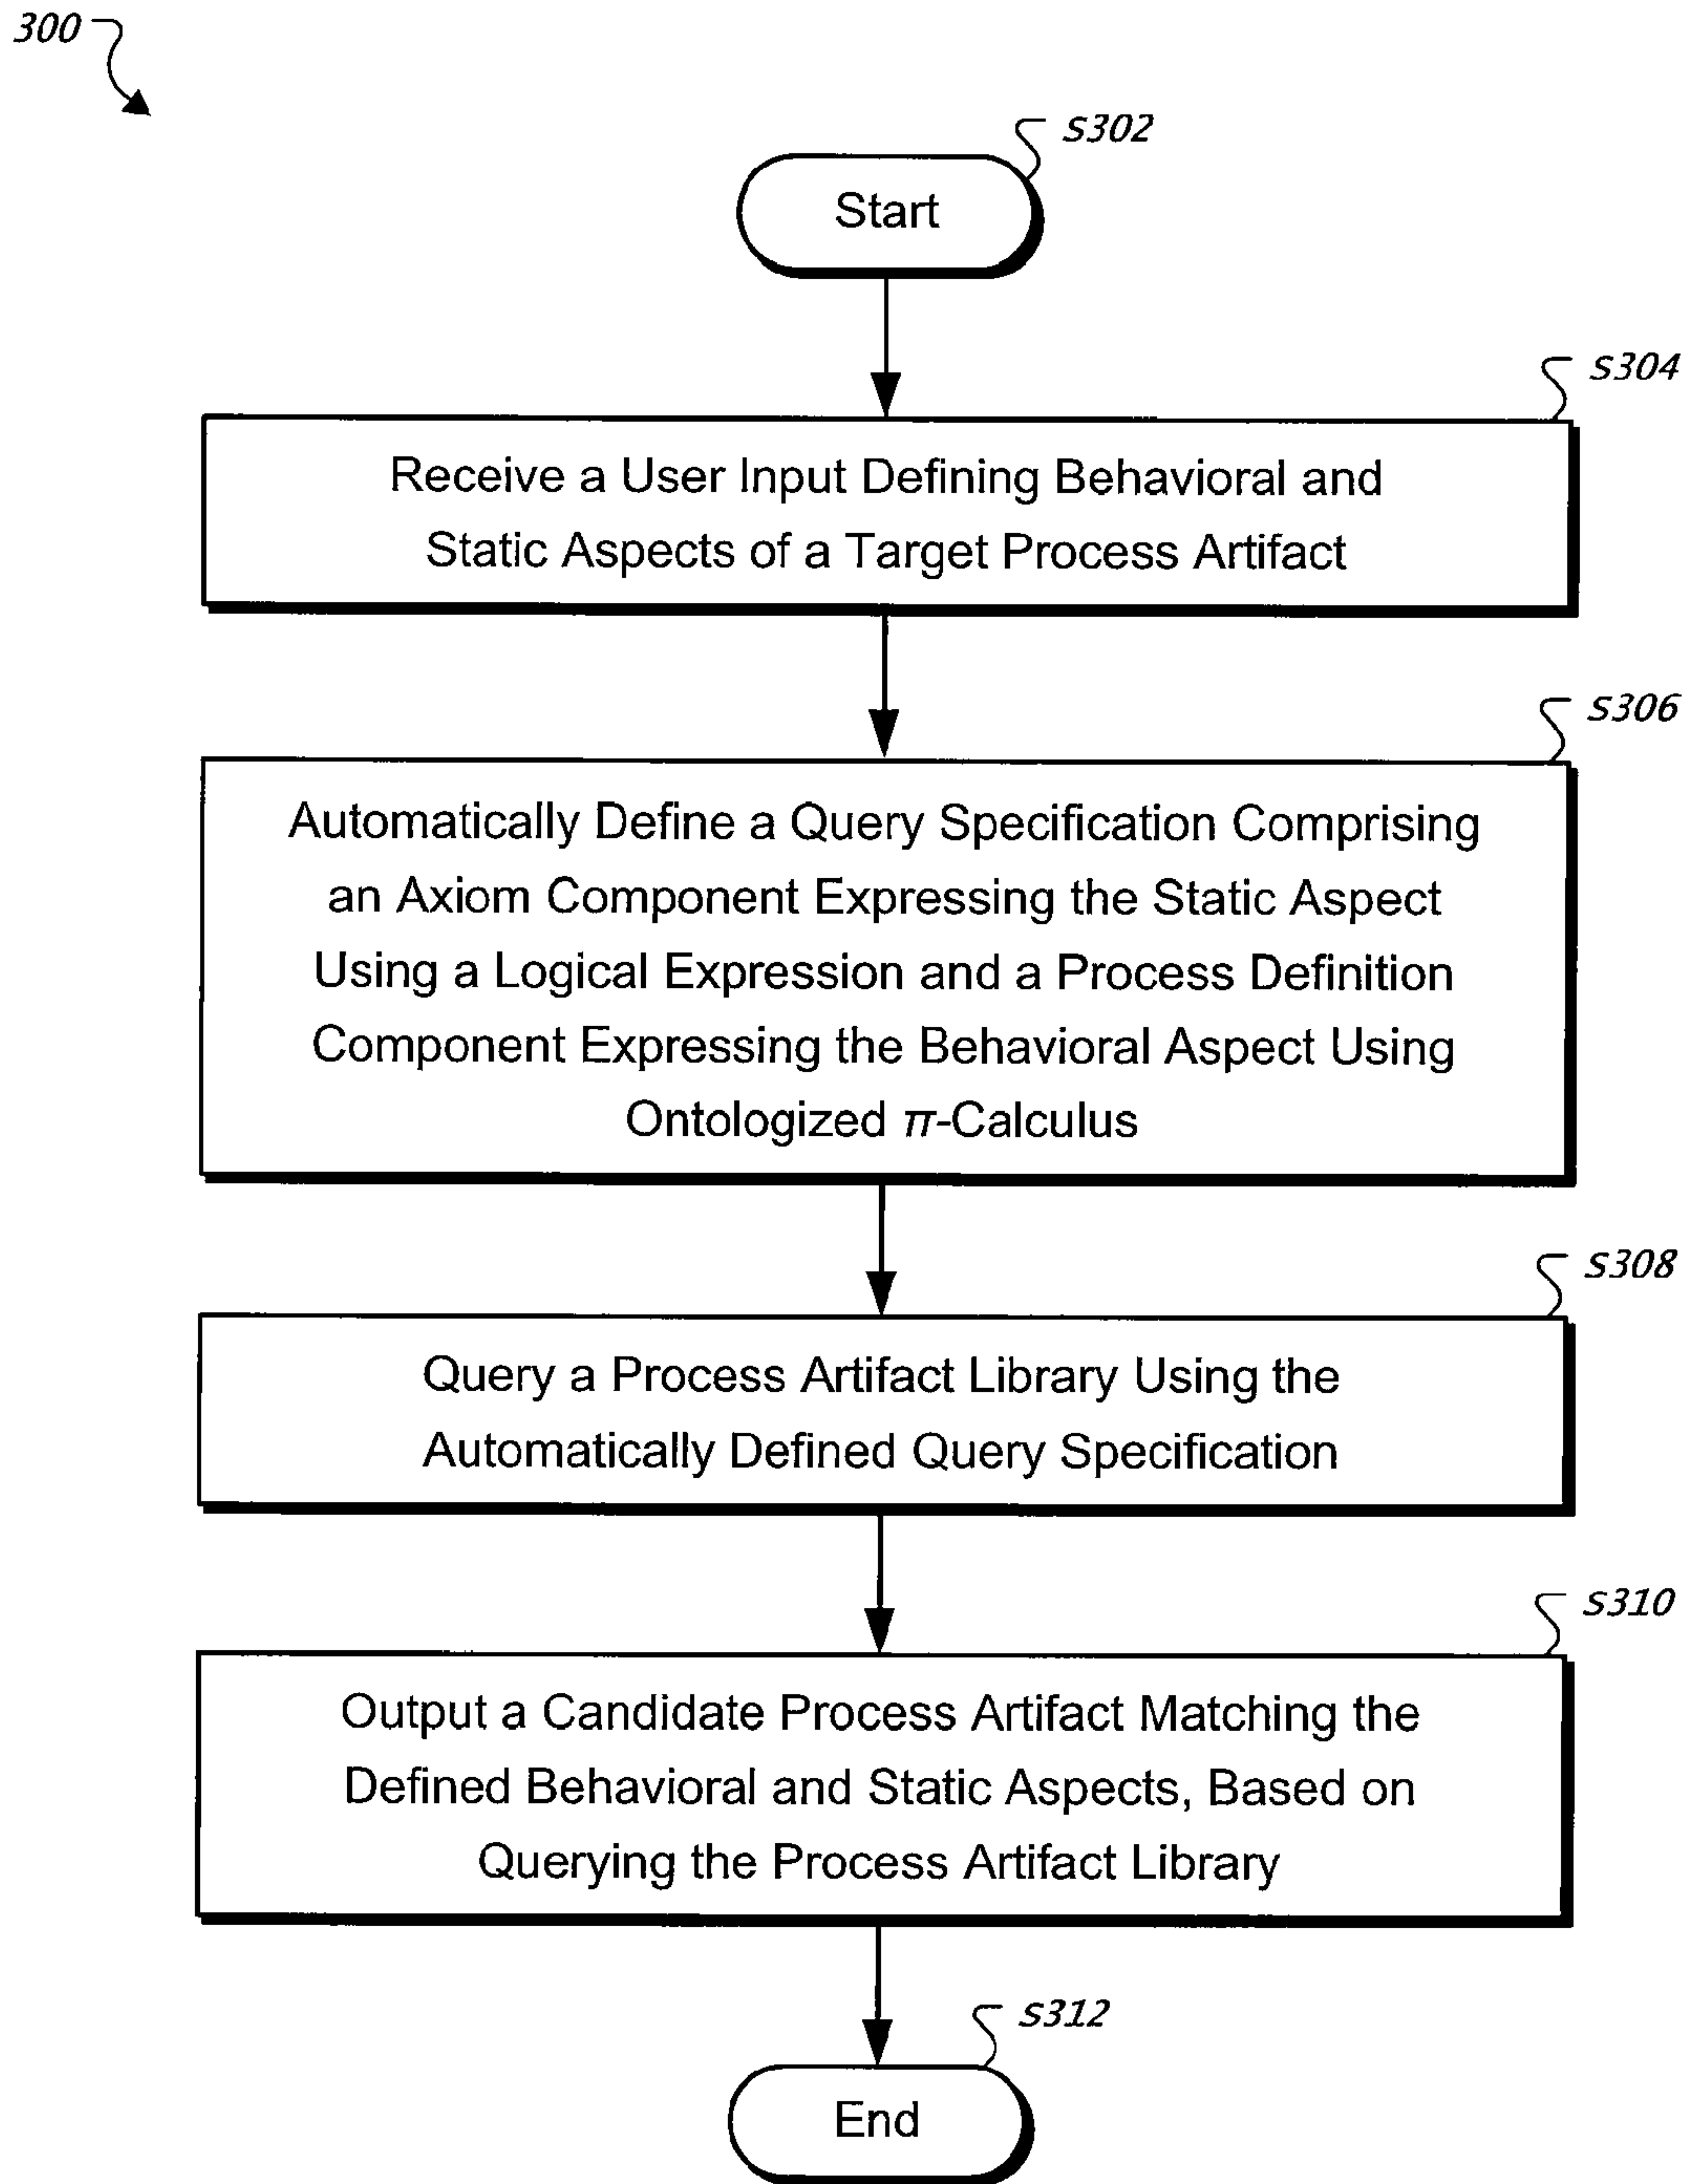 300
S302
Start
S304
Receive a User Input Defining Behavioral and
Static Aspects of a Target Process Artifact
S306
Automatically Define a Query Specification Comprising
an Axiom Component Expressing the Static Aspect
Using a Logical Expression and a Process Definition
Component Expressing the Behavioral Aspect Using
Ontologized π-Calculus
S308
Query a Process Artifact Library Using the
Automatically Defined Query Specification
S310
Output a Candidate Process Artifact Matching the
Defined Behavioral and Static Aspects, Based on
Querying the Process Artifact Library
S312
End